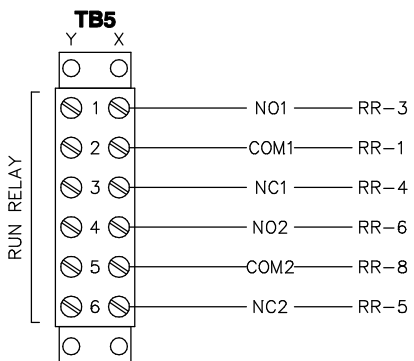 TB5
Y X
RUN RELAY
1 NO1 RR-3
2 COM1 RR-1
3 NC1 RR-4
4 NO2 RR-6
5 COM2 RR-8
6 NC2 RR-5